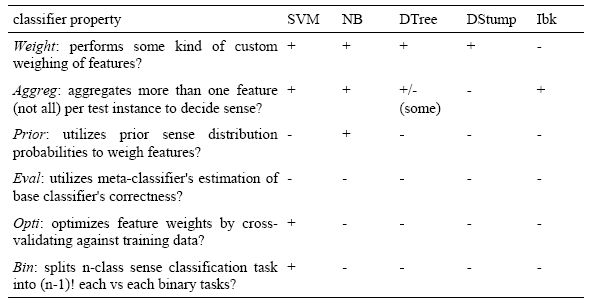 classifier property SVM NB DTree DStump Ibk
Weight: performs some kind of custom + + + + -
weighing of features?
Aggreg: aggregates more than one feature + + +/- - +
(not all) per test instance to decide sense? (some)
Prior: utilizes prior sense distribution - + - - -
probabilities to weigh features?
Eval: utilizes meta-classifier's estimation of - - - - -
base classifier's correctness?
Opti: optimizes feature weights by cross- + - - - -
validating against training data?
Bin: splits n-class sense classification task + - - - -
into (n-1)! each vs each binary tasks?